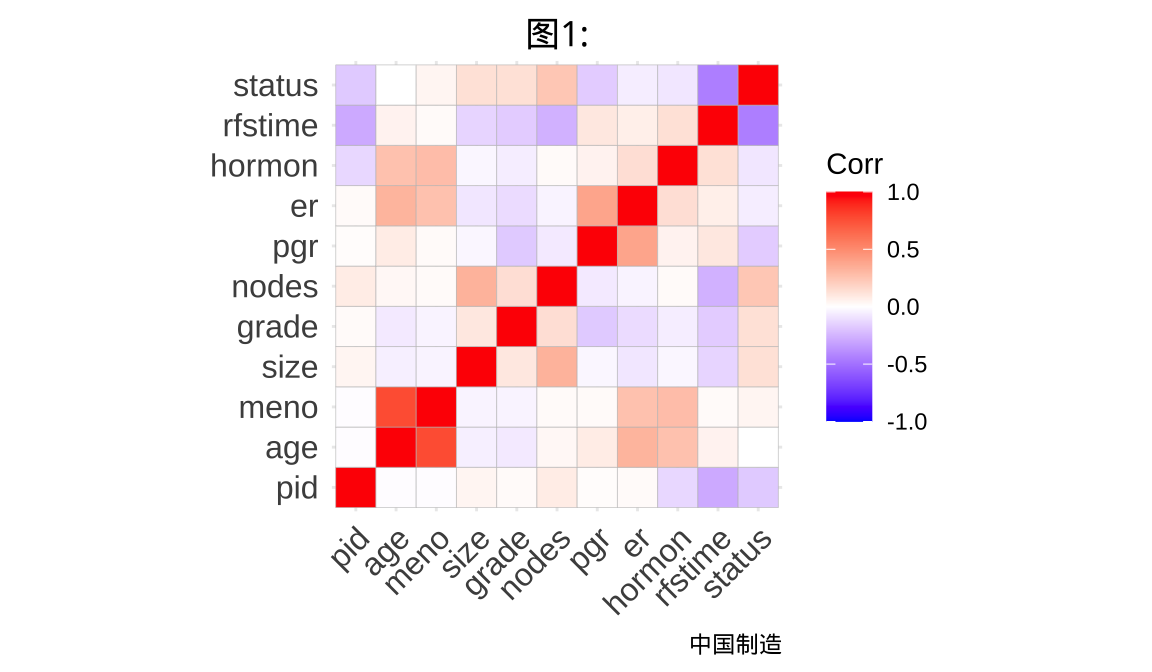 图1:
status
rfstime
hormon
er
pgr
nodes
grade
size
meno
age
pid
pid
age
meno
size
grade
nodes
pgr
er
hormon
rfstime
status
Corr
1.0
0.5
0.0
-0.5
-1.0
中国制造